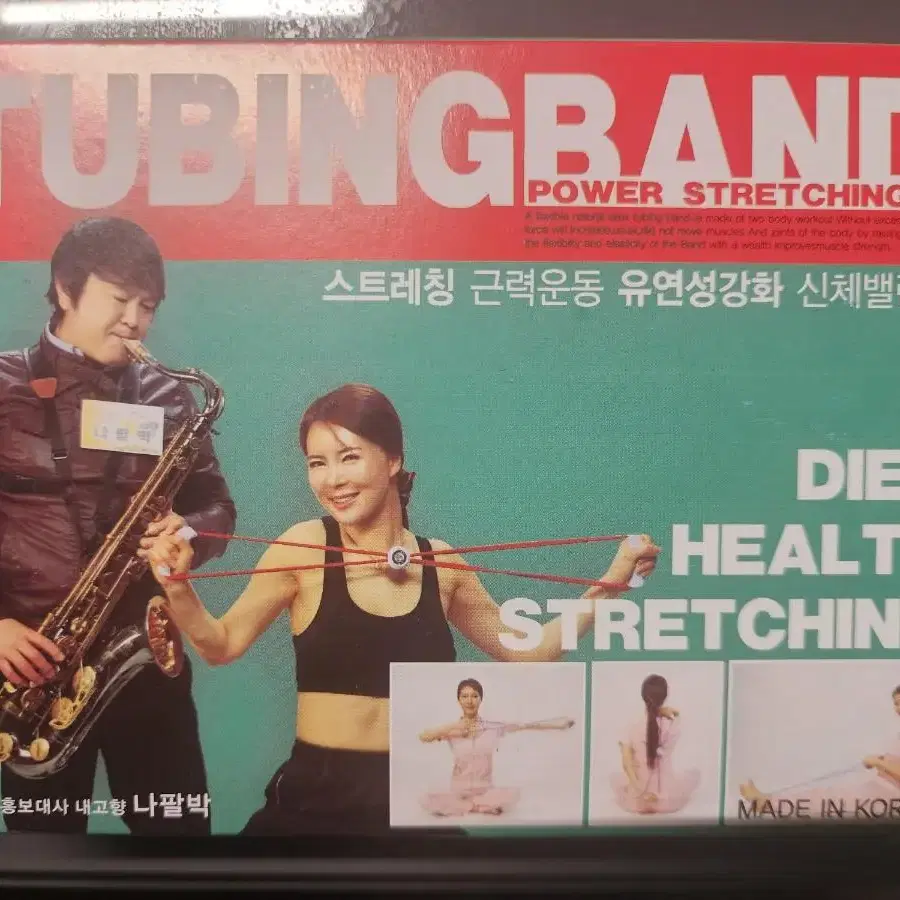 TUBINGBAND
POWER STRETCHING
스트레칭 근력운동 유연성강화 신체밸
나팔박
DIE
HEALT
STRETCHIN
홍보대사 내고향 나팔박
MADE IN KOR